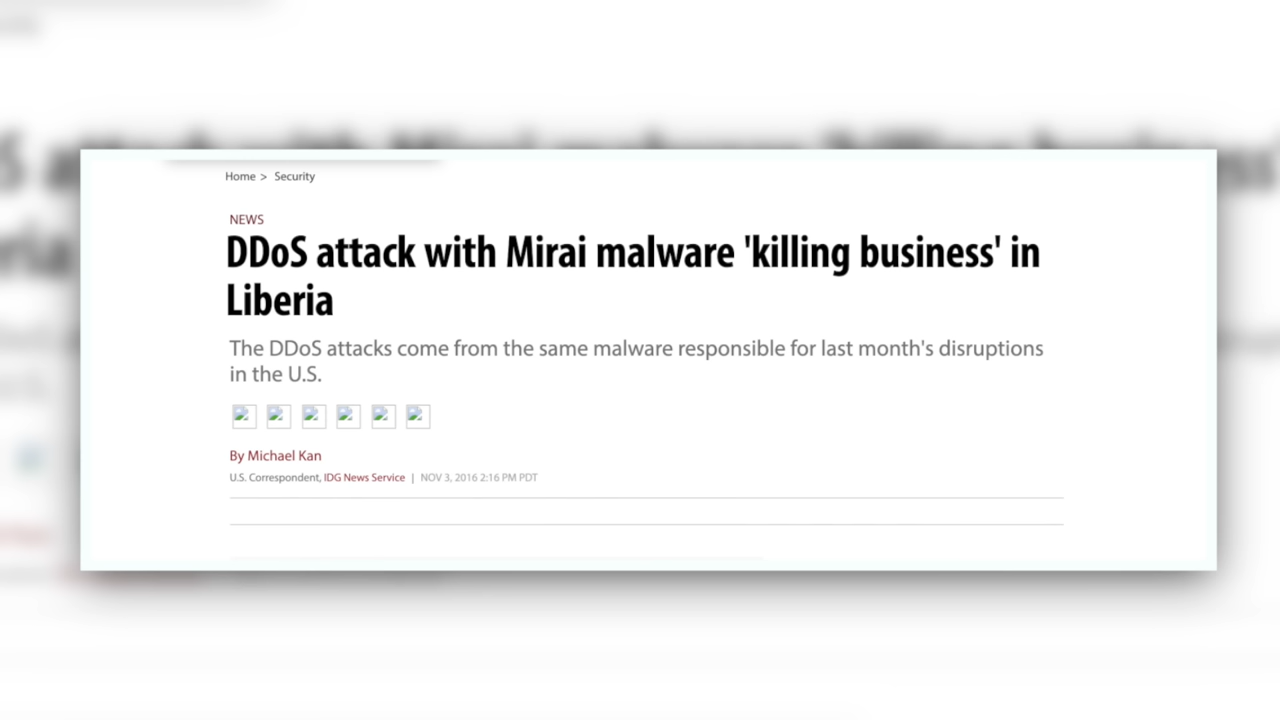 Home > Security
NEWS
DDoS attack with Mirai malware 'killing business' in
Liberia
The DDoS attacks come from the same malware responsible for last month's disruptions
in the U.S.
By Michael Kan
U.S. Correspondent, IDG News Service | NOV 3, 2016 2:16 PM PDT